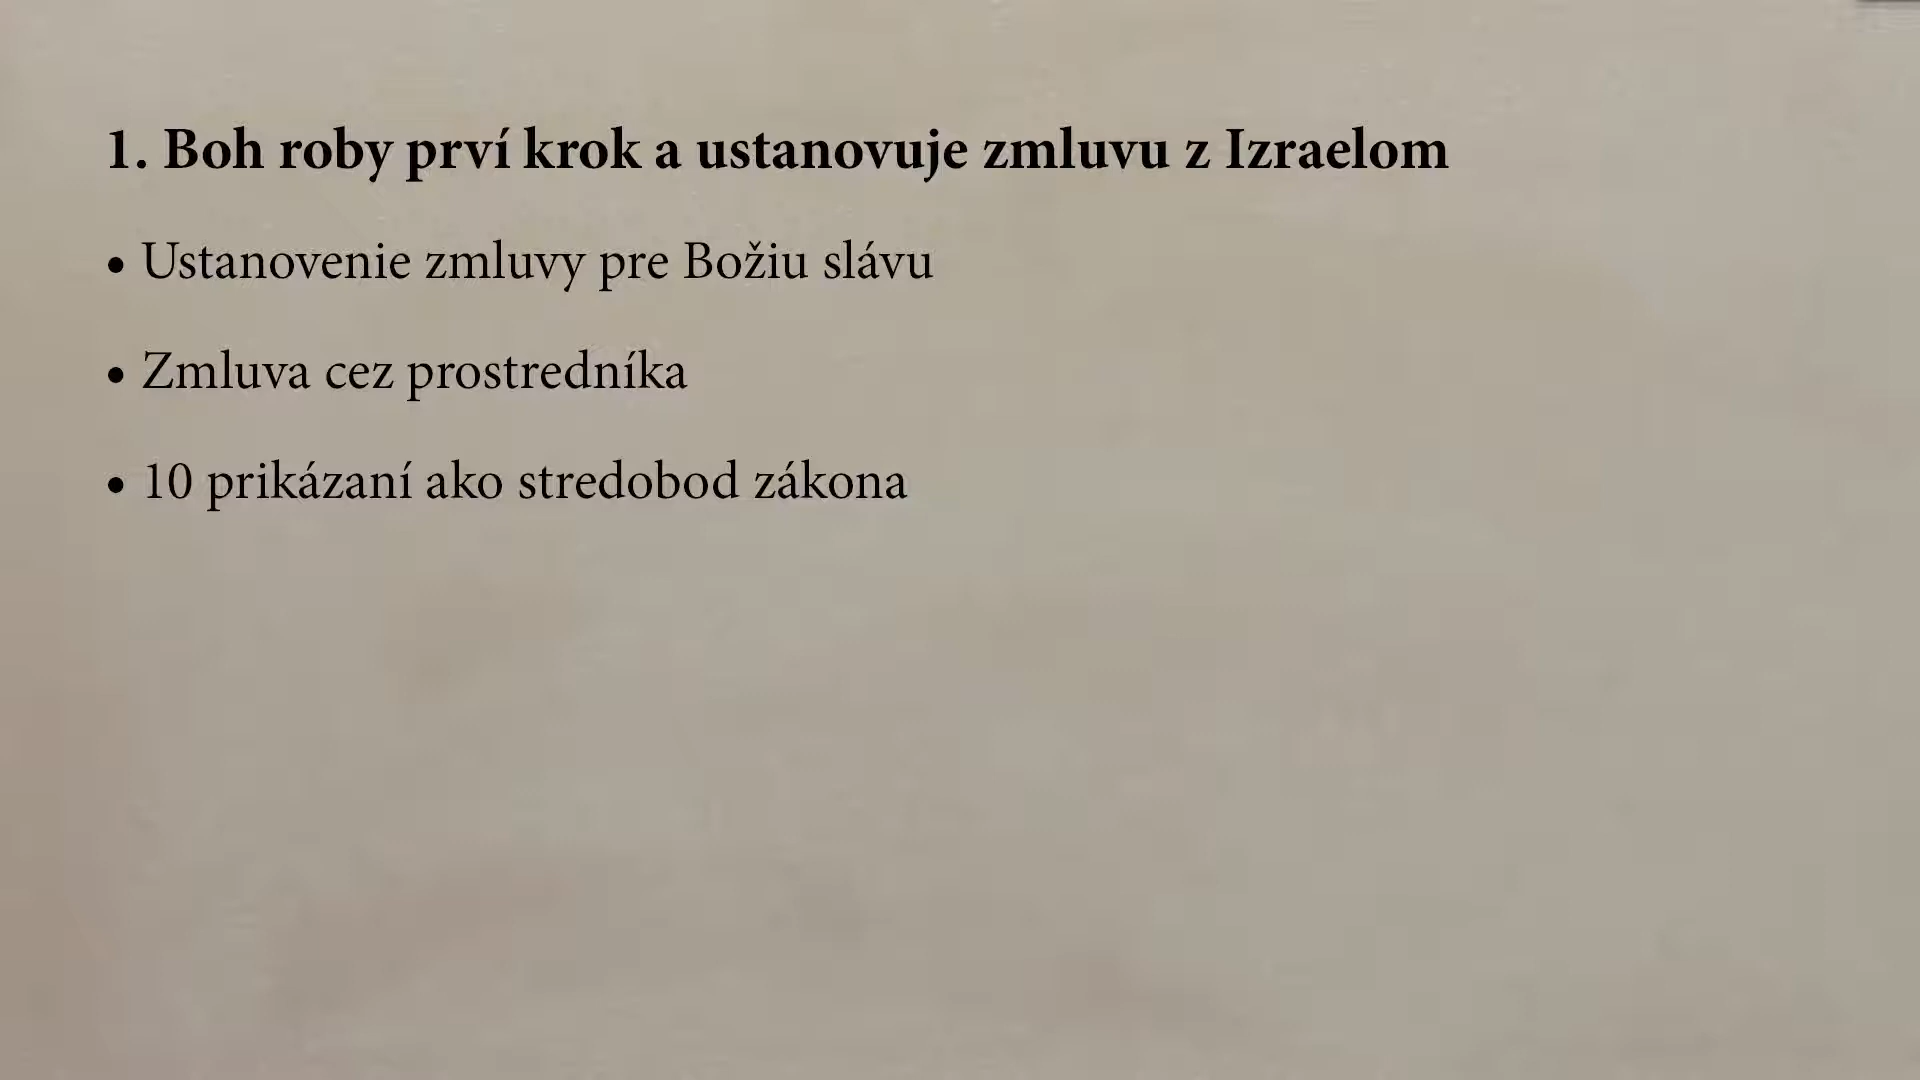 1. Boh roby prví krok a ustanovuje zmluvu z Izraelom
• Ustanovenie zmluvy pre Božiu slávu
• Zmluva cez prostredníka
• 10 prikázaní ako stredobod zákona